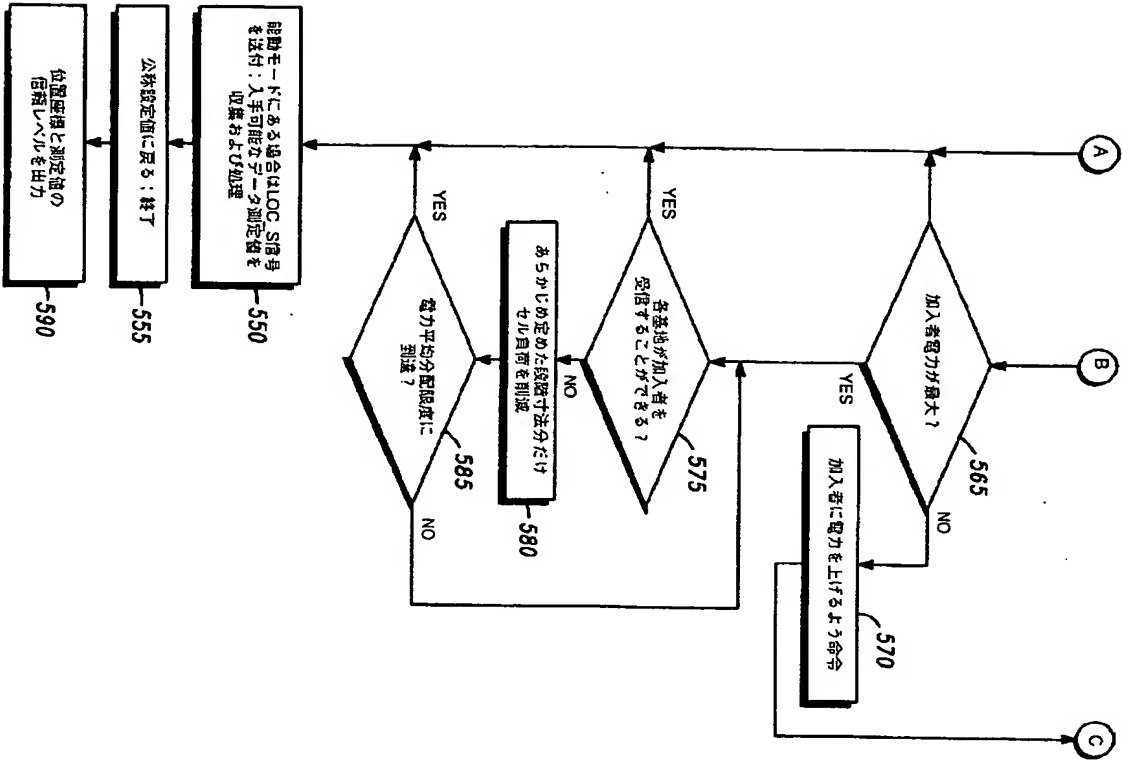 A
B
C
加入者電力が最大?
565
NO
YES
加入者に電力を上げるよう命令
570
各基地が加入者を
受信することができる?
575
YES
NO
あらかじめ定めた段階寸法分だけ
セル負荷を削減
580
電力平均分配限度に
到達?
585
YES
NO
能動モードにある場合はLOC_S信号
を送付:入手可能なデータ測定値を
収集および処理
550
公称設定値に戻る;終了
555
位置座標と測定値の
信頼レベルを出力
590